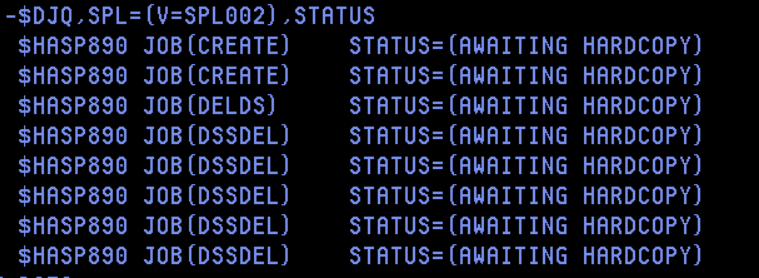 -$DJQ,SPL=(V=SPL002),STATUS
$HASP890 JOB(CREATE)    STATUS=(AWAITING HARDCOPY)
$HASP890 JOB(CREATE)    STATUS=(AWAITING HARDCOPY)
$HASP890 JOB(DELDS)     STATUS=(AWAITING HARDCOPY)
$HASP890 JOB(DSSDEL)    STATUS=(AWAITING HARDCOPY)
$HASP890 JOB(DSSDEL)    STATUS=(AWAITING HARDCOPY)
$HASP890 JOB(DSSDEL)    STATUS=(AWAITING HARDCOPY)
$HASP890 JOB(DSSDEL)    STATUS=(AWAITING HARDCOPY)
$HASP890 JOB(DSSDEL)    STATUS=(AWAITING HARDCOPY)